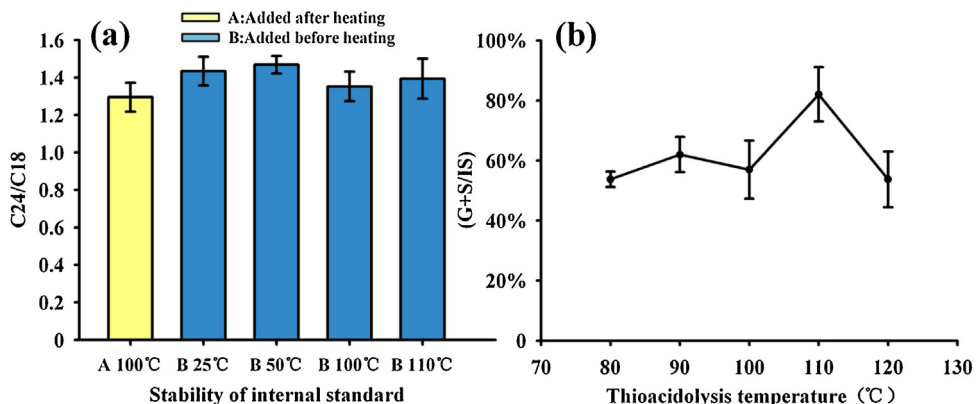 (a)
A:Added after heating
B:Added before heating
C24/C18
1.6
1.4
1.2
1.0
0.8
0.6
0.4
0.2
0
A 100℃ B 25℃ B 50℃ B 100℃ B 110℃
Stability of internal standard
(b)
(G+S/IS)
100%
80%
60%
40%
20%
0
70 80 90 100 110 120 130
Thioacidolysis temperature（℃）